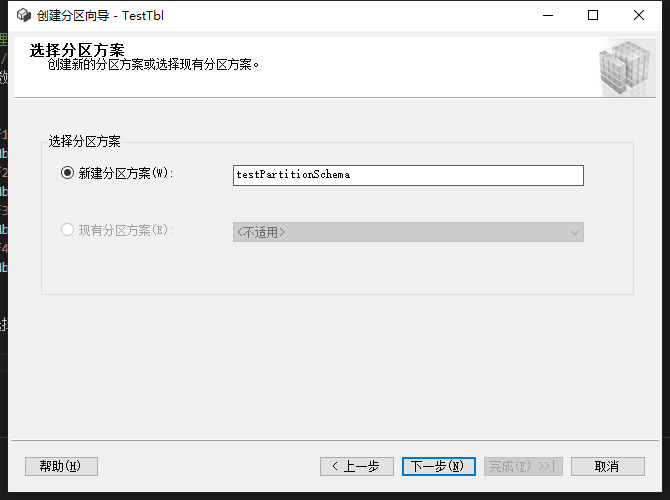 创建分区向导 - TestTbl
选择分区方案
创建新的分区方案或选择现有分区方案。
选择分区方案
新建分区方案(W):
testPartitionSchema
现有分区方案(E):
<不适用>
帮助(H)
< 上一步
下一步(N)
完成(F) >>|
取消